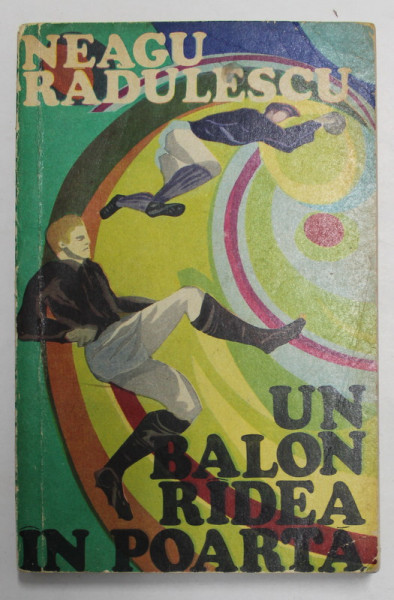 NEAGU
RADULESCU
UN
BALON
RIDEA
IN POARTA